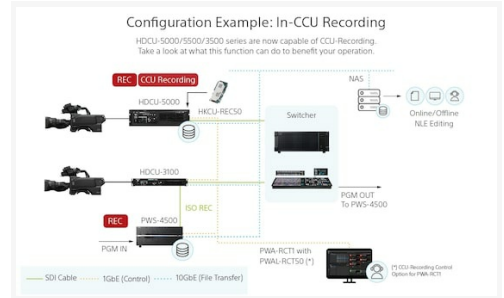 Configuration Example: In-CCU Recording
HDCU-5000/5500/3500 series are now capable of CCU-Recording.
Take a look at what this function can do to benefit your operation.
REC
CCU Recording
HDCU-5000
HKCU-REC50
NAS
Switcher
Online/Offline
NLE Editing
HDCU-3100
ISO REC
REC
PWS-4500
PGM IN
PGM OUT
To PWS-4500
PWA-RCT1 with
PWAL-RCT50 (*)
(*) CCU Recording Control
Option for PWA-RCT1
SDI Cable
1GbE (Control)
10GbE (File Transfer)